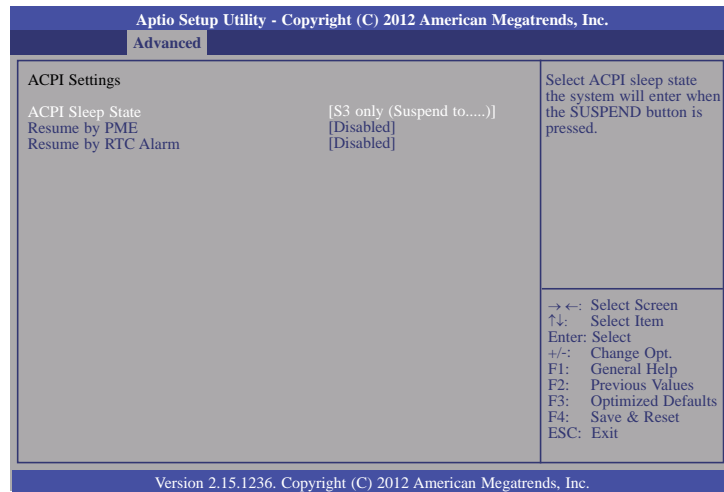 Aptio Setup Utility - Copyright (C) 2012 American Megatrends, Inc.
Advanced
ACPI Settings
ACPI Sleep State [S3 only (Suspend to.....)]
Resume by PME [Disabled]
Resume by RTC Alarm [Disabled]
Select ACPI sleep state
the system will enter when
the SUSPEND button is
pressed.
→ ←: Select Screen
↑↓: Select Item
Enter: Select
+/-: Change Opt.
F1: General Help
F2: Previous Values
F3: Optimized Defaults
F4: Save & Reset
ESC: Exit
Version 2.15.1236. Copyright (C) 2012 American Megatrends, Inc.